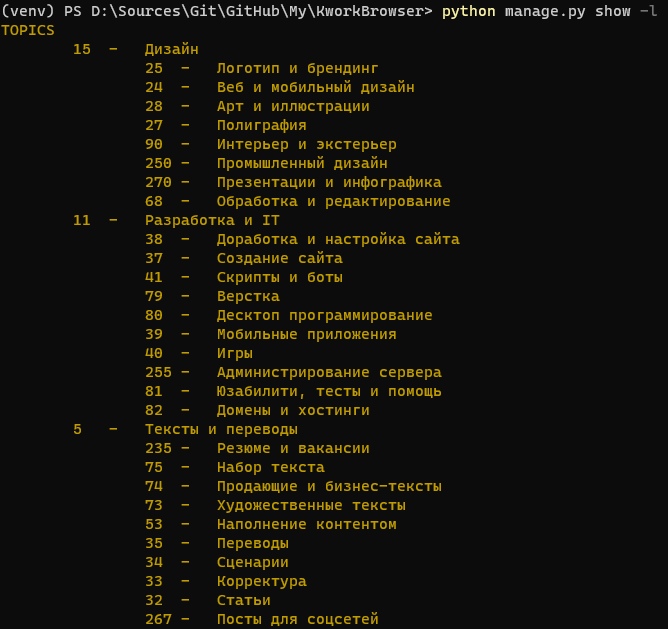 (venv) PS D:\Sources\Git\GitHub\My\KworkBrowser> python manage.py show -l
TOPICS
15 - Дизайн
25 - Логотип и брендинг
24 - Веб и мобильный дизайн
28 - Арт и иллюстрации
27 - Полиграфия
90 - Интерьер и экстерьер
250 - Промышленный дизайн
270 - Презентации и инфографика
68 - Обработка и редактирование
11 - Разработка и IT
38 - Доработка и настройка сайта
37 - Создание сайта
41 - Скрипты и боты
79 - Верстка
80 - Десктоп программирование
39 - Мобильные приложения
40 - Игры
255 - Администрирование сервера
81 - Юзабилити, тесты и помощь
82 - Домены и хостинги
5 - Тексты и переводы
235 - Резюме и вакансии
75 - Набор текста
74 - Продающие и бизнес-тексты
73 - Художественные тексты
53 - Наполнение контентом
35 - Переводы
34 - Сценарии
33 - Корректура
32 - Статьи
267 - Посты для соцсетей